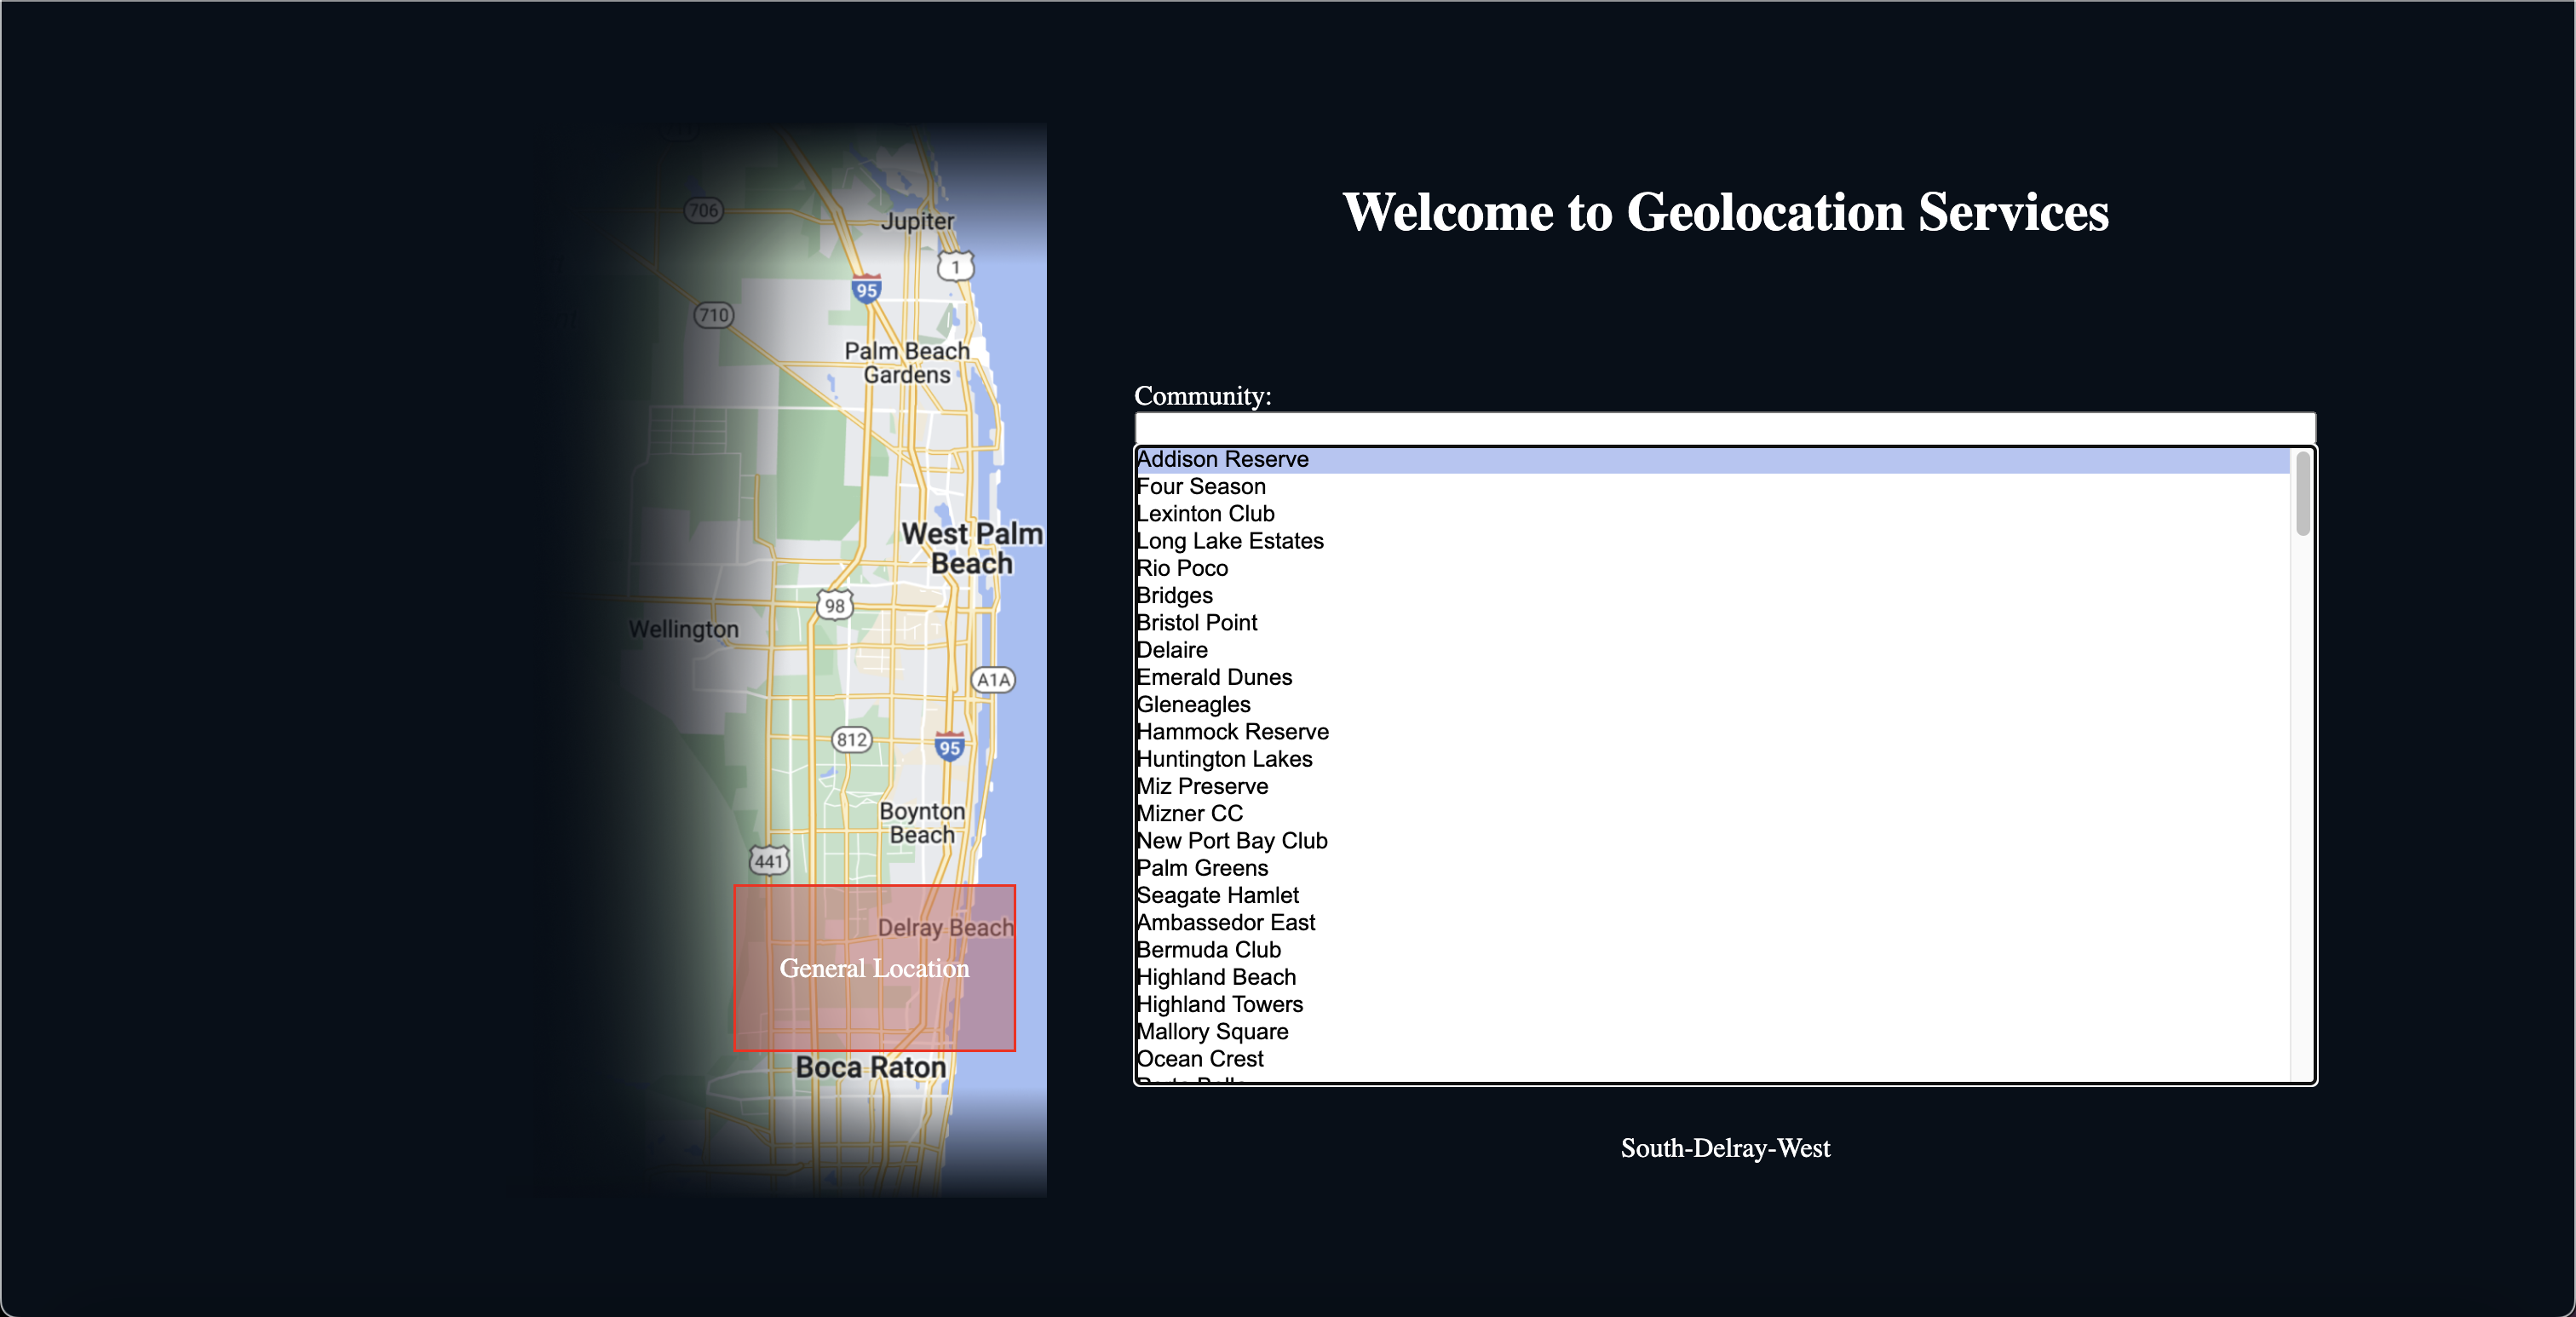 706
Jupiter
1
95
710
Palm Beach
Gardens
West Palm
Beach
98
Wellington
A1A
812
95
Boynton
Beach
441
Delray Beach
General Location
Boca Raton
Welcome to Geolocation Services
Community:
Addison Reserve
Four Season
Lexinton Club
Long Lake Estates
Rio Poco
Bridges
Bristol Point
Delaire
Emerald Dunes
Gleneagles
Hammock Reserve
Huntington Lakes
Miz Preserve
Mizner CC
New Port Bay Club
Palm Greens
Seagate Hamlet
Ambassedor East
Bermuda Club
Highland Beach
Highland Towers
Mallory Square
Ocean Crest
South-Delray-West